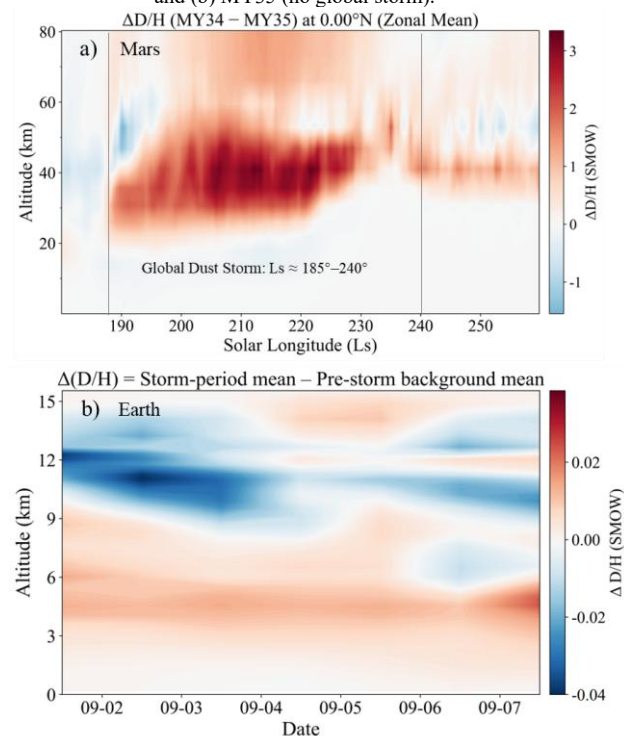 and (b) MY35 (no global storm).
ΔD/H (MY34 − MY35) at 0.00°N (Zonal Mean)
a) Mars
80
60
40
20
Altitude (km)
Global Dust Storm: Ls ≈ 185°–240°
190 200 210 220 230 240 250
Solar Longitude (Ls)
3
2
1
0
-1
ΔD/H (SMOW)
Δ(D/H) = Storm-period mean – Pre-storm background mean
b) Earth
15
12
9
6
3
0
Altitude (km)
09-02 09-03 09-04 09-05 09-06 09-07
Date
0.02
0.00
-0.02
-0.04
Δ D/H (SMOW)